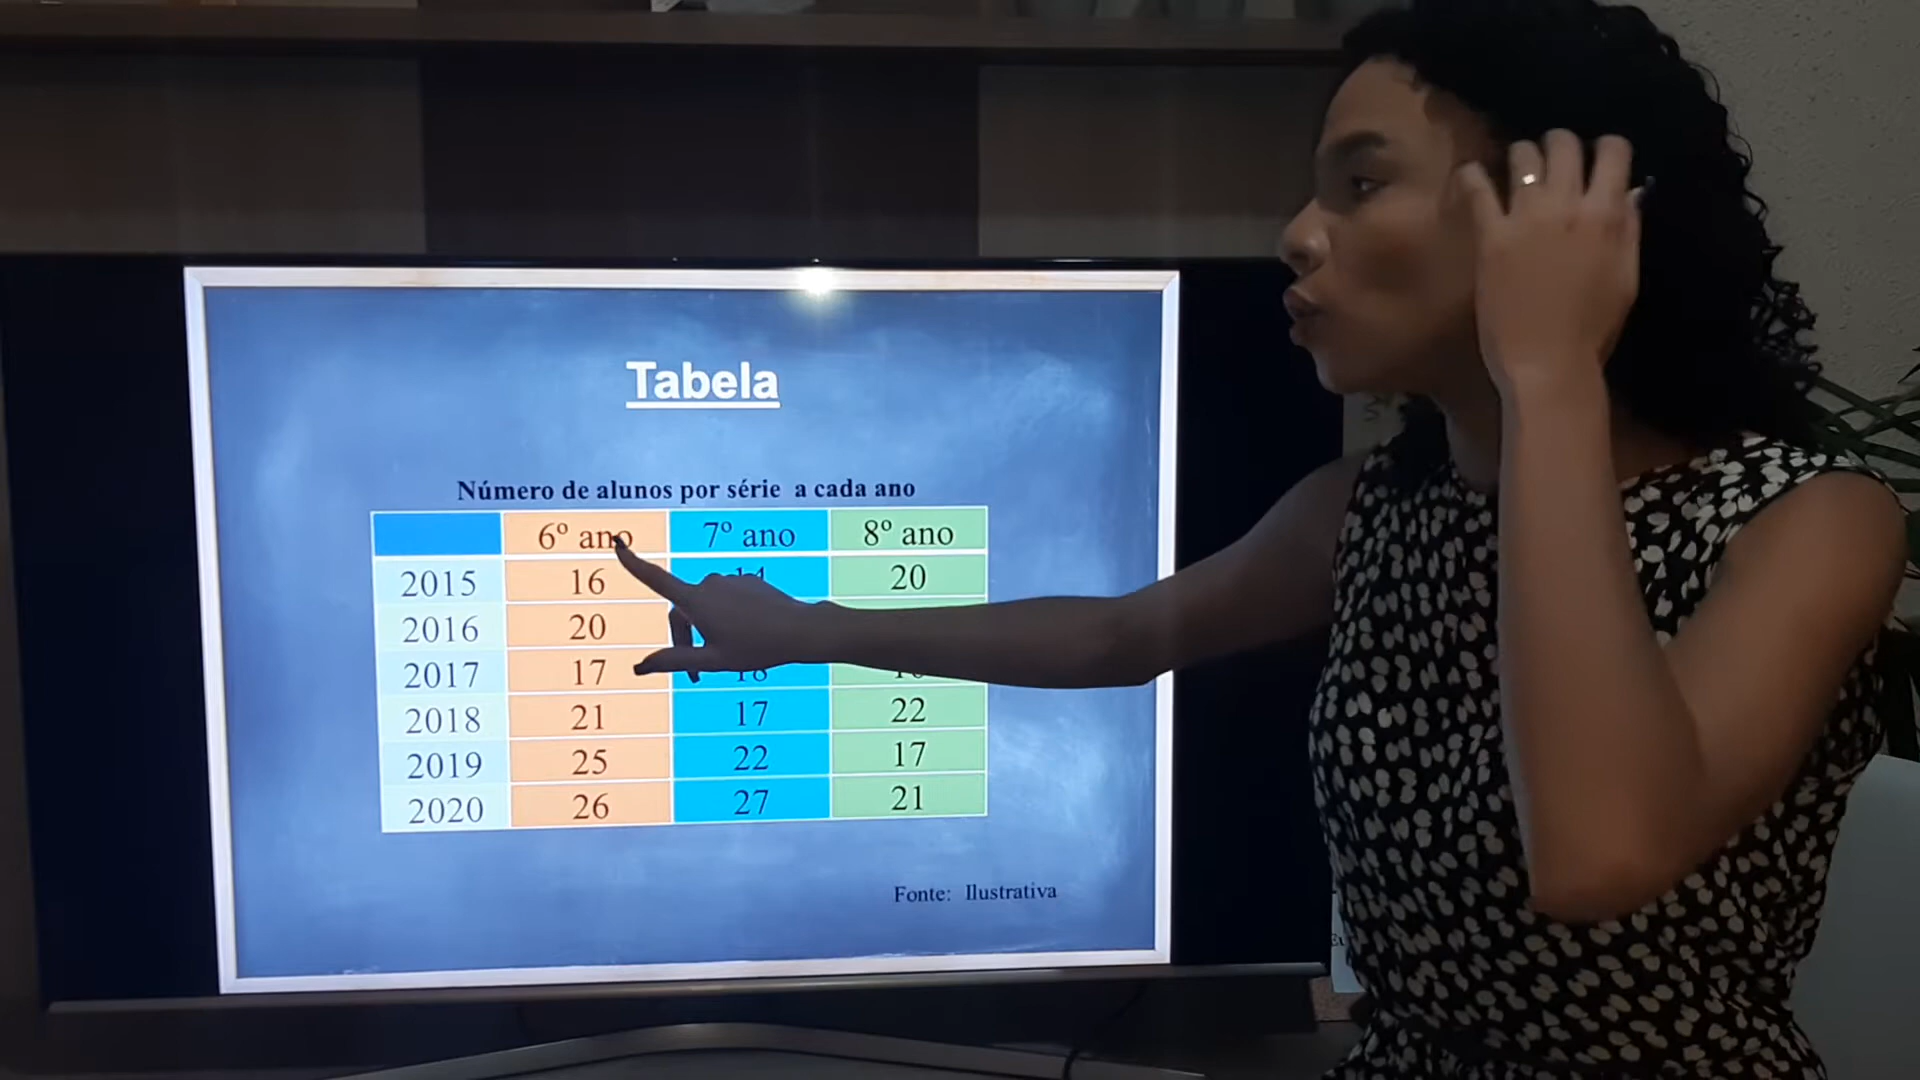 Tabela
Número de alunos por série a cada ano
6º ano 7º ano 8º ano
2015 16 20
2016 20
2017 17 18
2018 21 17 22
2019 25 22 17
2020 26 27 21
Fonte: Ilustrativa